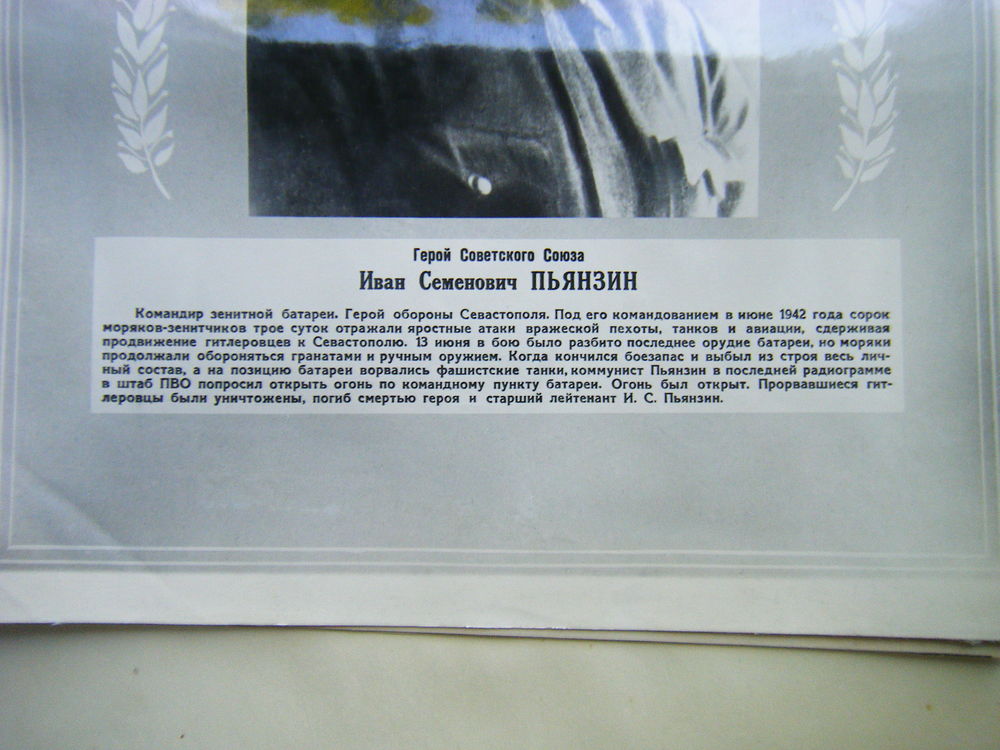 Герой Советского Союза
Иван Семенович ПЬЯНЗИН
Командир зенитной батареи. Герой обороны Севастополя. Под его командованием в июне 1942 года сорок
моряков-зенитчиков трое суток отражали яростные атаки вражеской пехоты, танков и авиации, сдерживая
продвижение гитлеровцев к Севастополю. 13 июня в бою было разбито последнее орудие батареи, но моряки
продолжали обороняться гранатами и ручным оружием. Когда кончился боезапас и выбыл из строя весь лич-
ный состав, а на позицию батареи ворвались фашистские танки, коммунист Пьянзин в последней радиограмме
в штаб ПВО попросил открыть огонь по командному пункту батареи. Огонь был открыт. Прорвавшиеся гит-
леровцы были уничтожены, погиб смертью героя и старший лейтенант И. С. Пьянзин.